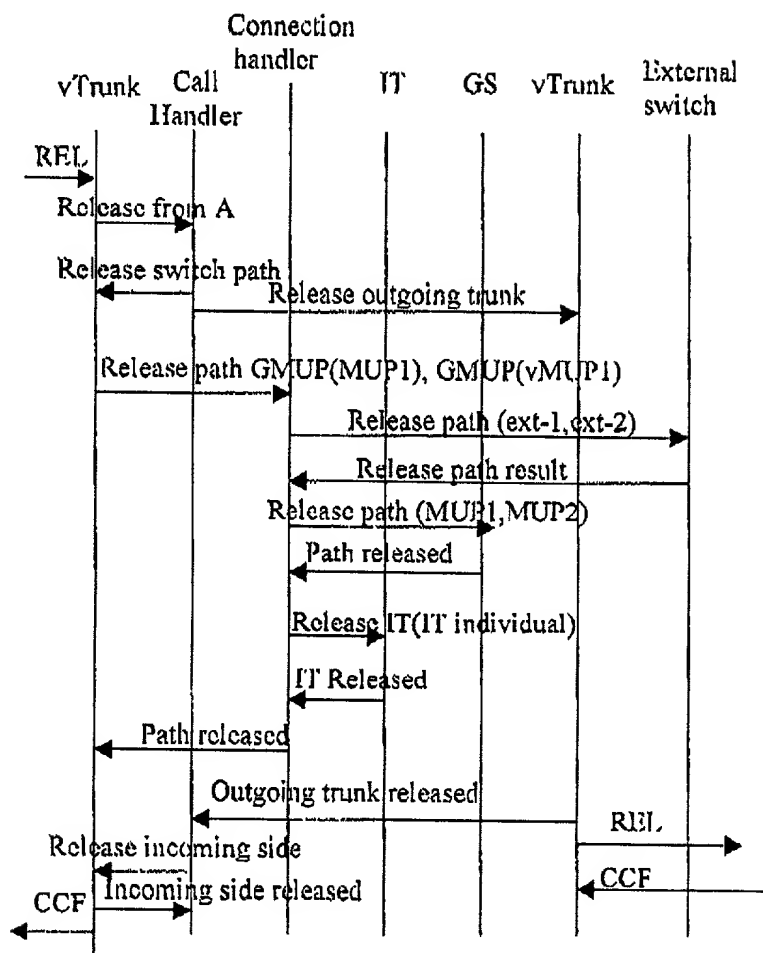 Connection
handler
vTrunk
Call
Handler
IT
GS
vTrunk
External
switch
REL
Release from A
Release switch path
Release outgoing trunk
Release path GMUP(MUP1), GMUP(vMUP1)
Release path (ext-1,ext-2)
Release path result
Release path (MUP1,MUP2)
Path released
Release IT(IT individual)
IT Released
Path released
Outgoing trunk released
REL
Release incoming side
CCF
Incoming side released
CCF